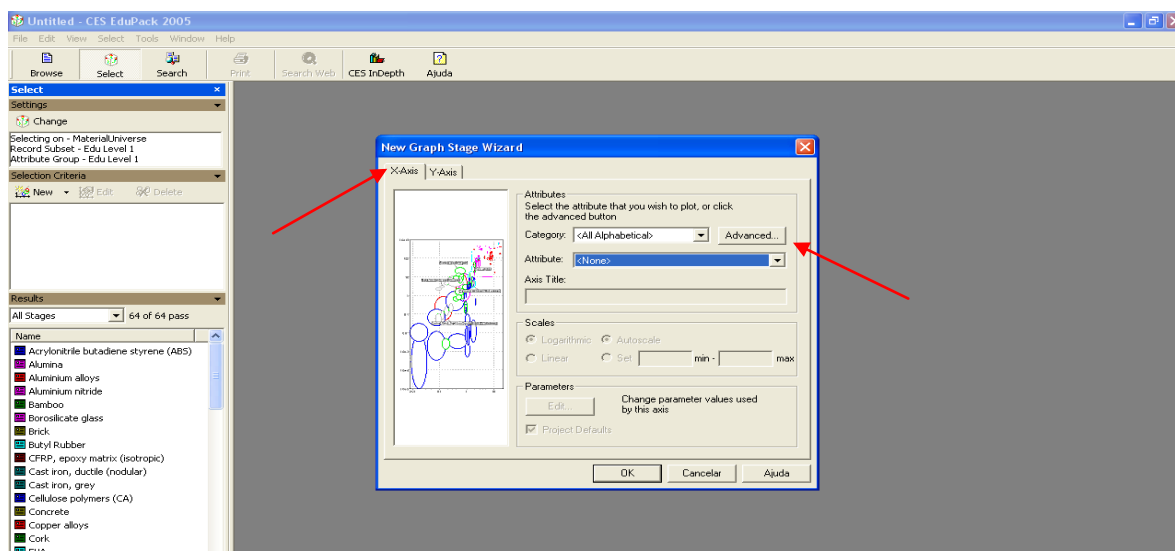 Untitled - CES EduPack 2005
File Edit View Select Tools Window Help
Browse Select Search Print Search Web CES InDepth Ajuda
Select
Settings
Change
Selecting on - MaterialUniverse
Record Subset - Edu Level 1
Attribute Group - Edu Level 1
Selection Criteria
New Edit Delete
Results
All Stages 64 of 64 pass
Name
Acrylonitrile butadiene styrene (ABS)
Alumina
Aluminium alloys
Aluminium nitride
Bamboo
Borosilicate glass
Brick
Butyl Rubber
CFRP, epoxy matrix (isotropic)
Cast iron, ductile (nodular)
Cast iron, grey
Cellulose polymers (CA)
Concrete
Copper alloys
Cork
New Graph Stage Wizard
X-Axis Y-Axis
Attributes
Select the attribute that you wish to plot, or click
the advanced button
Category: <All Alphabetical> Advanced...
Attribute: <None>
Axis Title:
Scales
Logarithmic Autoscale
Linear Set min - max
Parameters
Edit... Change parameter values used
by this axis
Project Defaults
OK Cancelar Ajuda